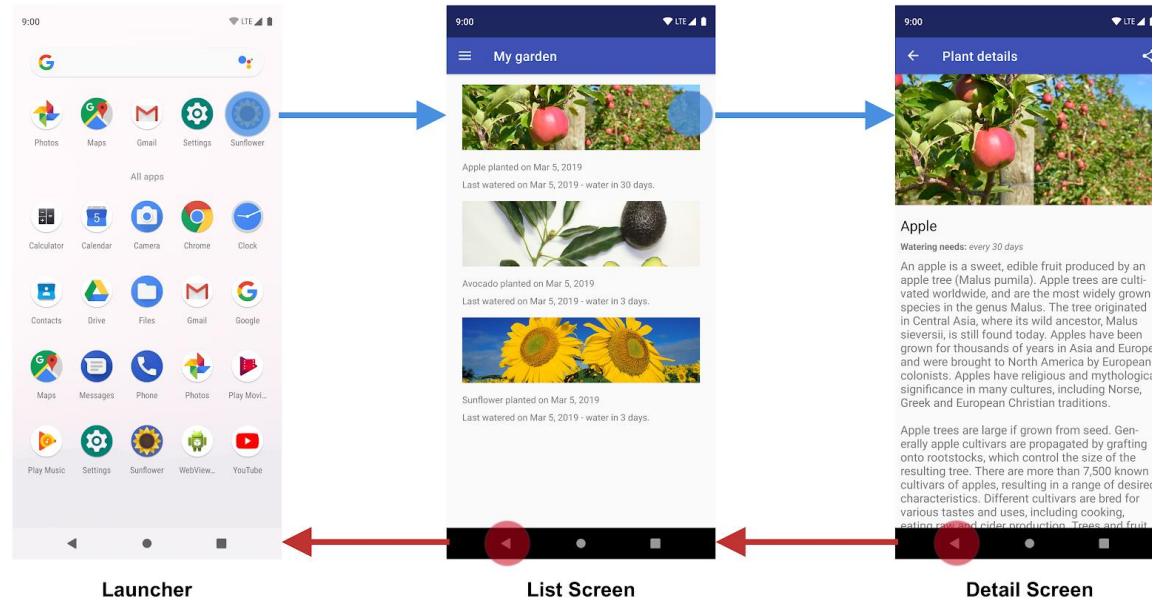 9:00
LTE
Photos
Maps
Gmail
Settings
Sunflower
All apps
Calculator
Calendar
Camera
Chrome
Clock
Contacts
Drive
Files
Gmail
Google
Maps
Messages
Phone
Photos
Play Movi...
Play Music
Settings
Sunflower
WebView...
YouTube
Launcher
9:00
LTE
My garden
Apple planted on Mar 5, 2019
Last watered on Mar 5, 2019 - water in 30 days.
Avocado planted on Mar 5, 2019
Last watered on Mar 5, 2019 - water in 3 days.
Sunflower planted on Mar 5, 2019
Last watered on Mar 5, 2019 - water in 3 days.
List Screen
9:00
LTE
Plant details
Apple
Watering needs: every 30 days
An apple is a sweet, edible fruit produced by an
apple tree (Malus pumila). Apple trees are culti-
vated worldwide, and are the most widely grown
species in the genus Malus. The tree originated
in Central Asia, where its wild ancestor, Malus
sieversii, is still found today. Apples have been
grown for thousands of years in Asia and Europe
and were brought to North America by European
colonists. Apples have religious and mythologica
significance in many cultures, including Norse,
Greek and European Christian traditions.
Apple trees are large if grown from seed. Gen-
erally apple cultivars are propagated by grafting
onto rootstocks, which control the size of the
resulting tree. There are more than 7,500 known
cultivars of apples, resulting in a range of desired
characteristics. Different cultivars are bred for
various tastes and uses, including cooking,
eating raw and cider production. Trees and fruit
Detail Screen